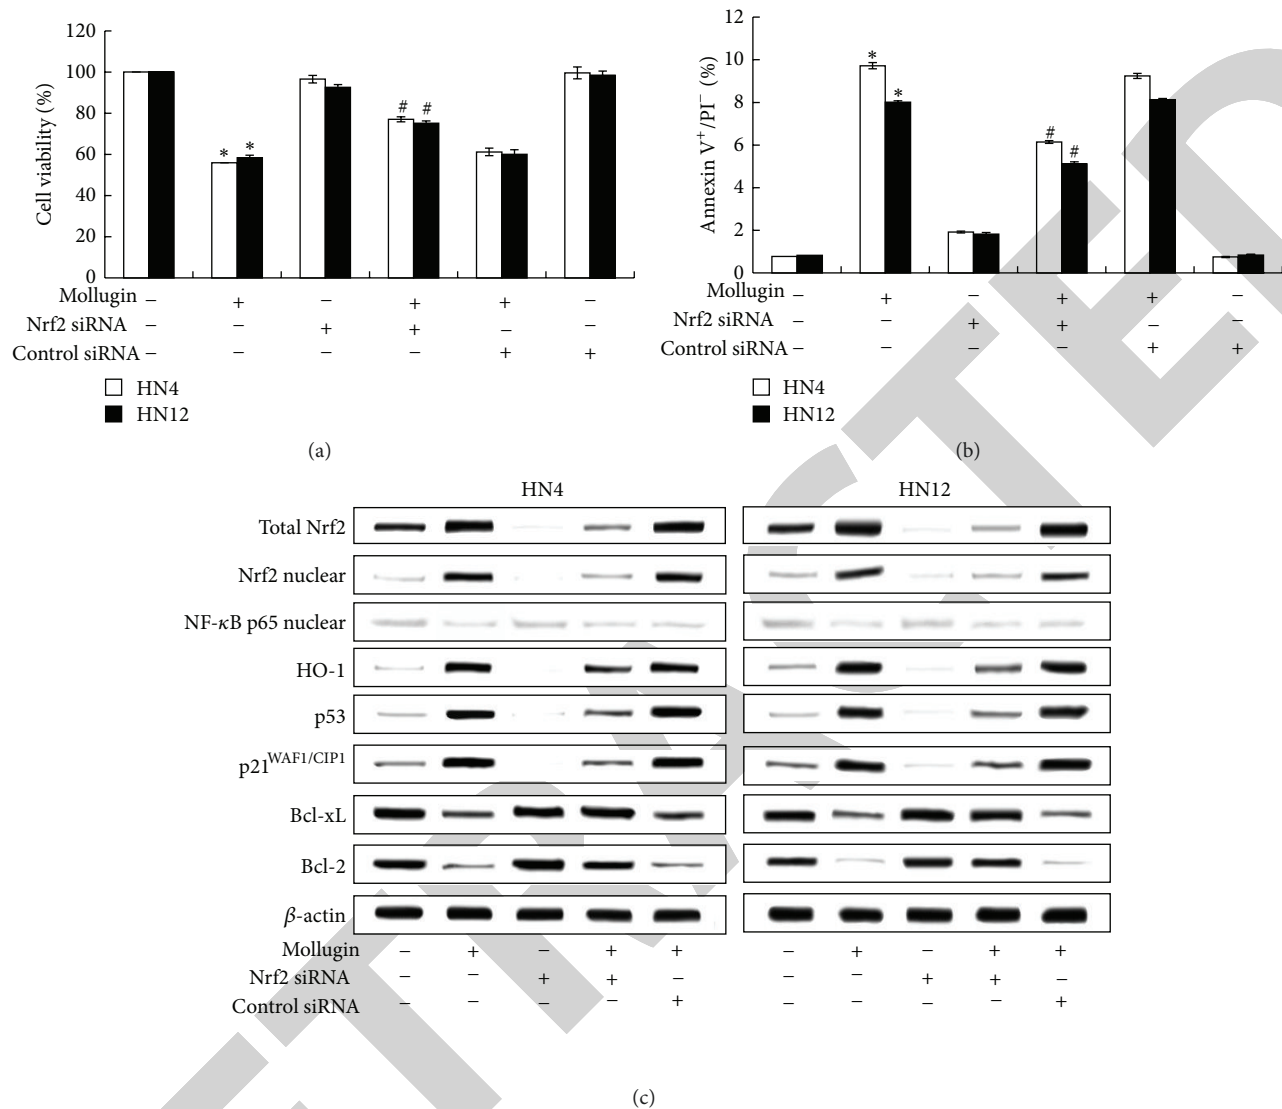 120
100
80
60
40
20
0
Cell viability (%)
* *
# #
Mollugin − + − + + −
Nrf2 siRNA − − + + − −
Control siRNA − − − − + +
HN4
HN12
(a)
12
10
8
6
4
2
0
Annexin V⁺/PI⁻ (%)
*
*
#
#
Mollugin − + − + + −
Nrf2 siRNA − − + + − −
Control siRNA − − − − + +
HN4
HN12
(b)
HN4 HN12
Total Nrf2
Nrf2 nuclear
NF-κB p65 nuclear
HO-1
p53
p21WAF1/CIP1
Bcl-xL
Bcl-2
β-actin
Mollugin − + − + + − + − + +
Nrf2 siRNA − − + + − − − + + −
Control siRNA − − − − + − − − − +
(c)
RETRACTED